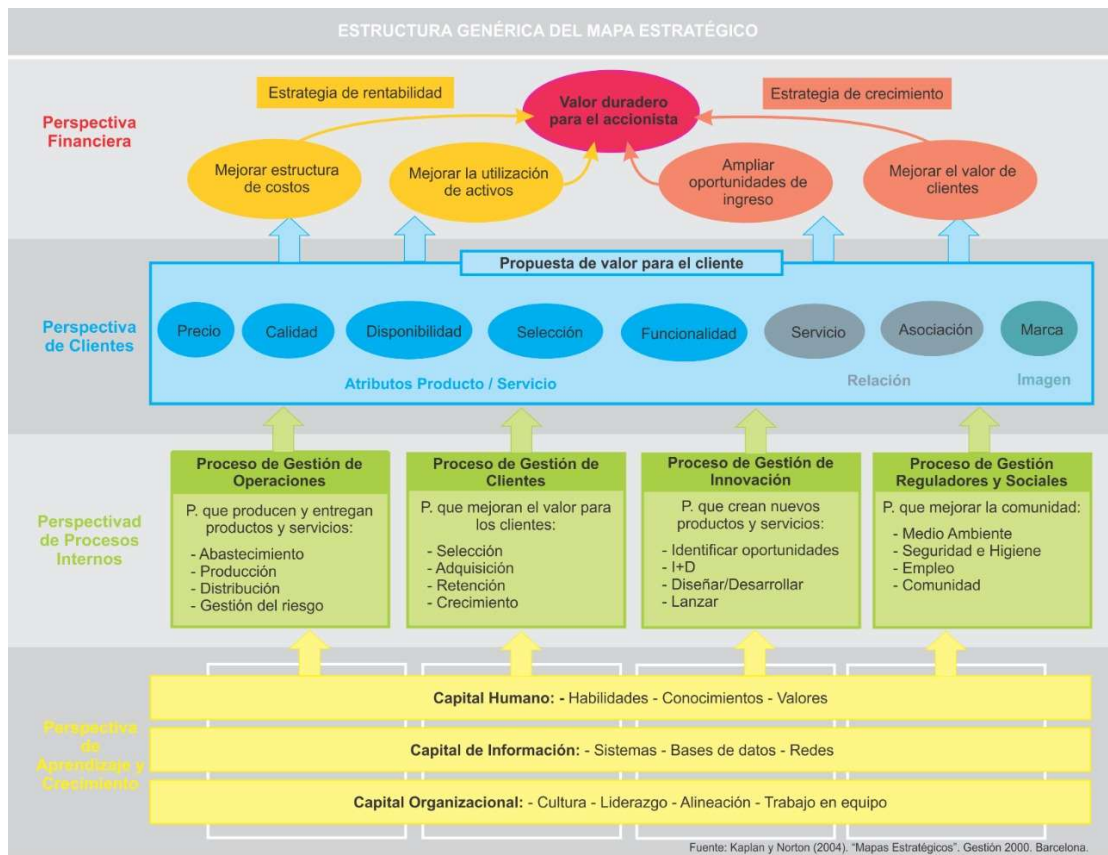 ESTRUCTURA GENÉRICA DEL MAPA ESTRATÉGICO
Perspectiva
Financiera
Estrategia de rentabilidad
Valor duradero
para el accionista
Estrategia de crecimiento
Mejorar estructura
de costos
Mejorar la utilización
de activos
Ampliar
oportunidades de
ingreso
Mejorar el valor de
clientes
Perspectiva
de Clientes
Propuesta de valor para el cliente
Precio
Calidad
Disponibilidad
Selección
Funcionalidad
Servicio
Asociación
Marca
Atributos Producto / Servicio
Relación
Imagen
Perspectivad
de Procesos
Internos
Proceso de Gestión de
Operaciones
P. que producen y entregan
productos y servicios:
- Abastecimiento
- Producción
- Distribución
- Gestión del riesgo
Proceso de Gestión de
Clientes
P. que mejoran el valor para
los clientes:
- Selección
- Adquisición
- Retención
- Crecimiento
Proceso de Gestión de
Innovación
P. que crean nuevos
productos y servicios:
- Identificar oportunidades
- I+D
- Diseñar/Desarrollar
- Lanzar
Proceso de Gestión
Reguladores y Sociales
P. que mejorar la comunidad:
- Medio Ambiente
- Seguridad e Higiene
- Empleo
- Comunidad
Perspectiva
de
Aprendizaje y
Crecimiento
Capital Humano: - Habilidades - Conocimientos - Valores
Capital de Información: - Sistemas - Bases de datos - Redes
Capital Organizacional: - Cultura - Liderazgo - Alineación - Trabajo en equipo
Fuente: Kaplan y Norton (2004). “Mapas Estratégicos”. Gestión 2000. Barcelona.